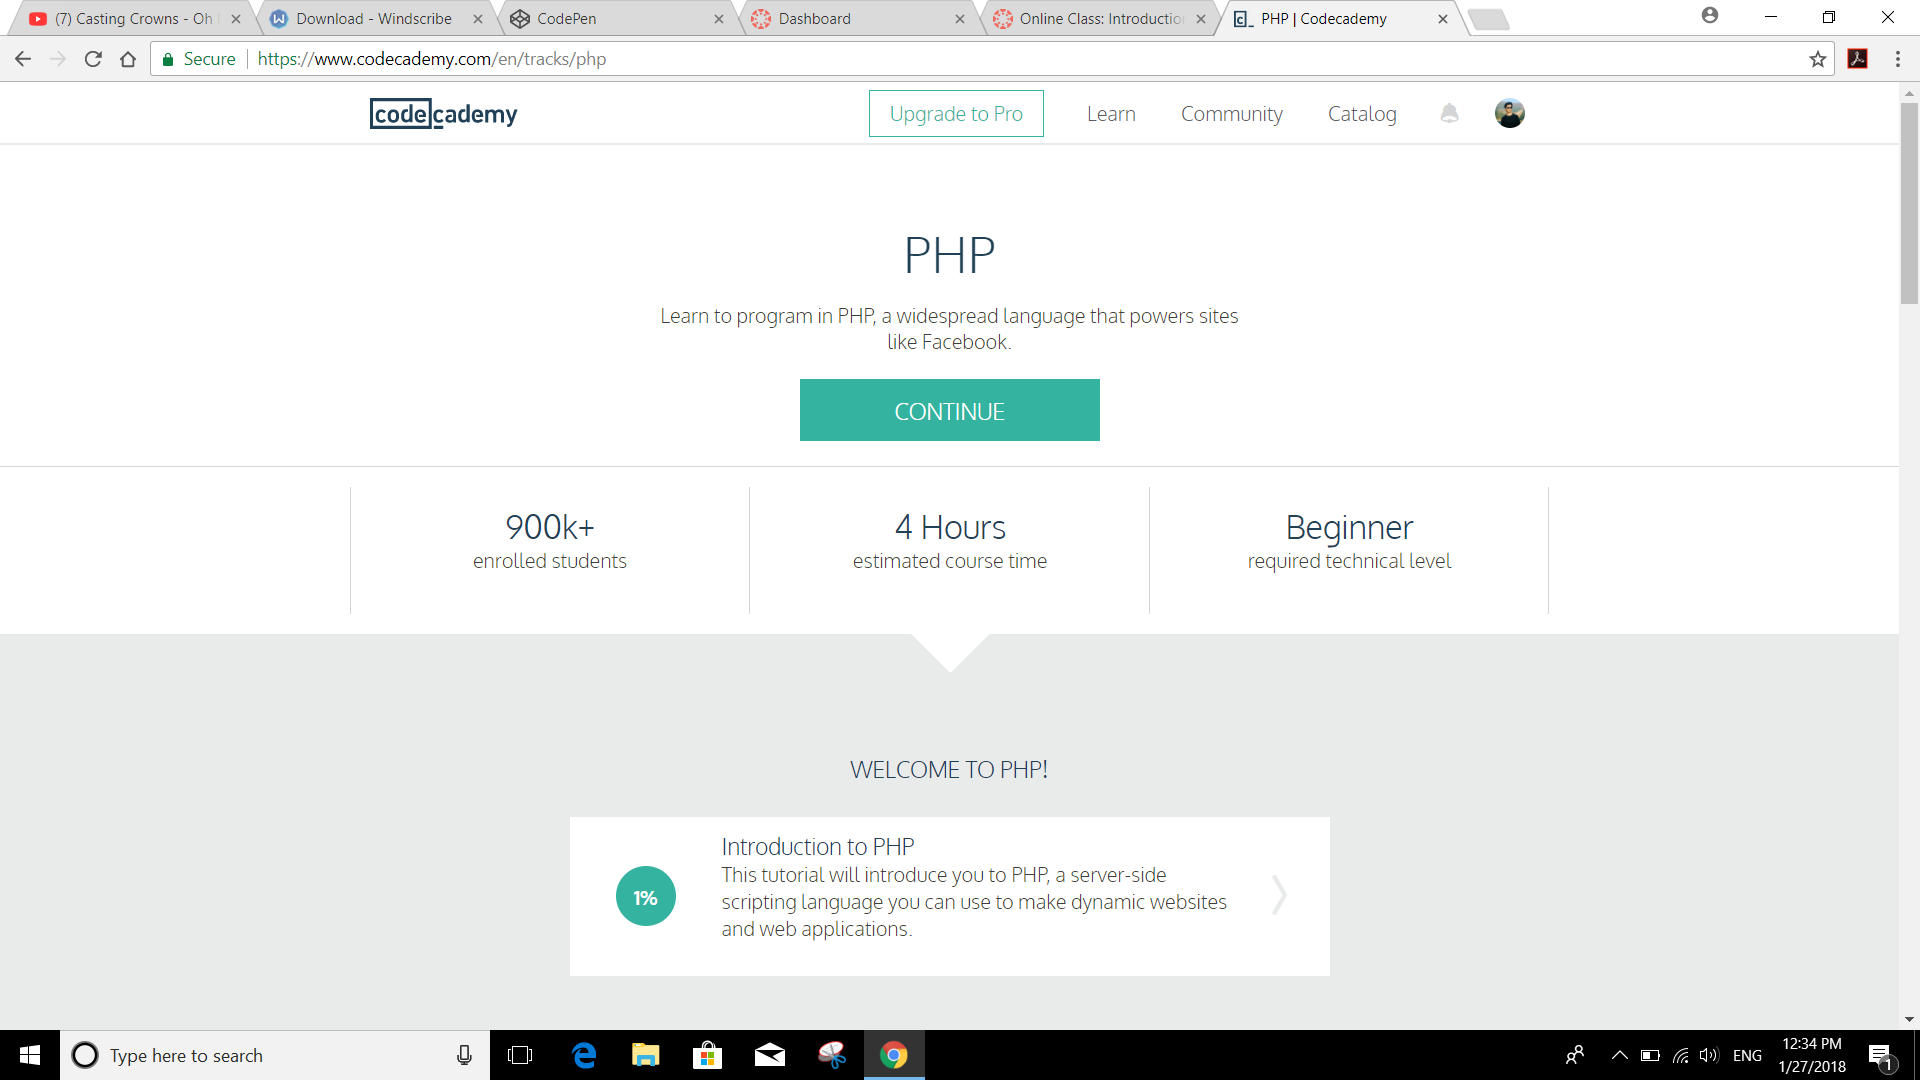 (7) Casting Crowns - Oh
Download - Windscribe
CodePen
Dashboard
Online Class: Introductio
PHP | Codecademy
Secure
https://www.codecademy.com/en/tracks/php
codecademy
Upgrade to Pro
Learn
Community
Catalog
PHP
Learn to program in PHP, a widespread language that powers sites
like Facebook.
CONTINUE
900k+
enrolled students
4 Hours
estimated course time
Beginner
required technical level
WELCOME TO PHP!
1%
Introduction to PHP
This tutorial will introduce you to PHP, a server-side
scripting language you can use to make dynamic websites
and web applications.
Type here to search
ENG
12:34 PM
1/27/2018
1